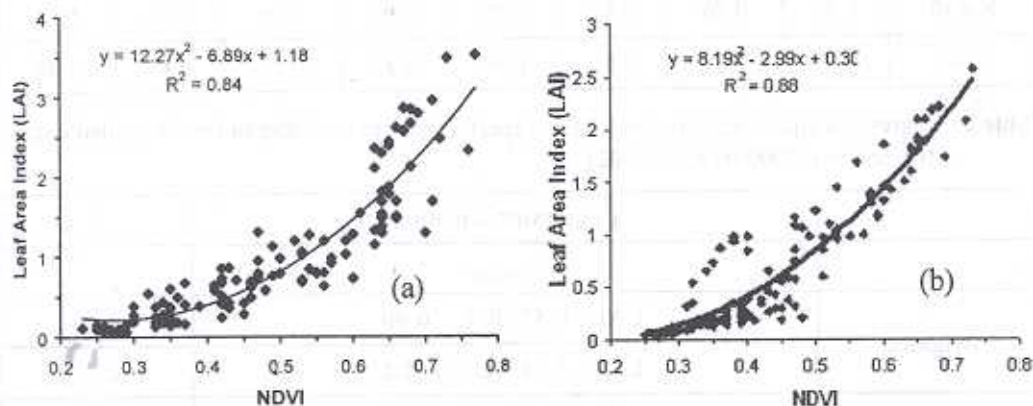 4
3
2
1
0
Leaf Area Index (LAI)
y = 12.27x² - 6.89x + 1.18
R² = 0.84
(a)
0.2 0.3 0.4 0.5 0.6 0.7 0.8
NDVI
3
2.5
2
1.5
1
0.5
0
Leaf Area Index (LAI)
y = 8.19x² - 2.99x + 0.30
R² = 0.88
(b)
0.2 0.3 0.4 0.5 0.6 0.7 0.8
NDVI